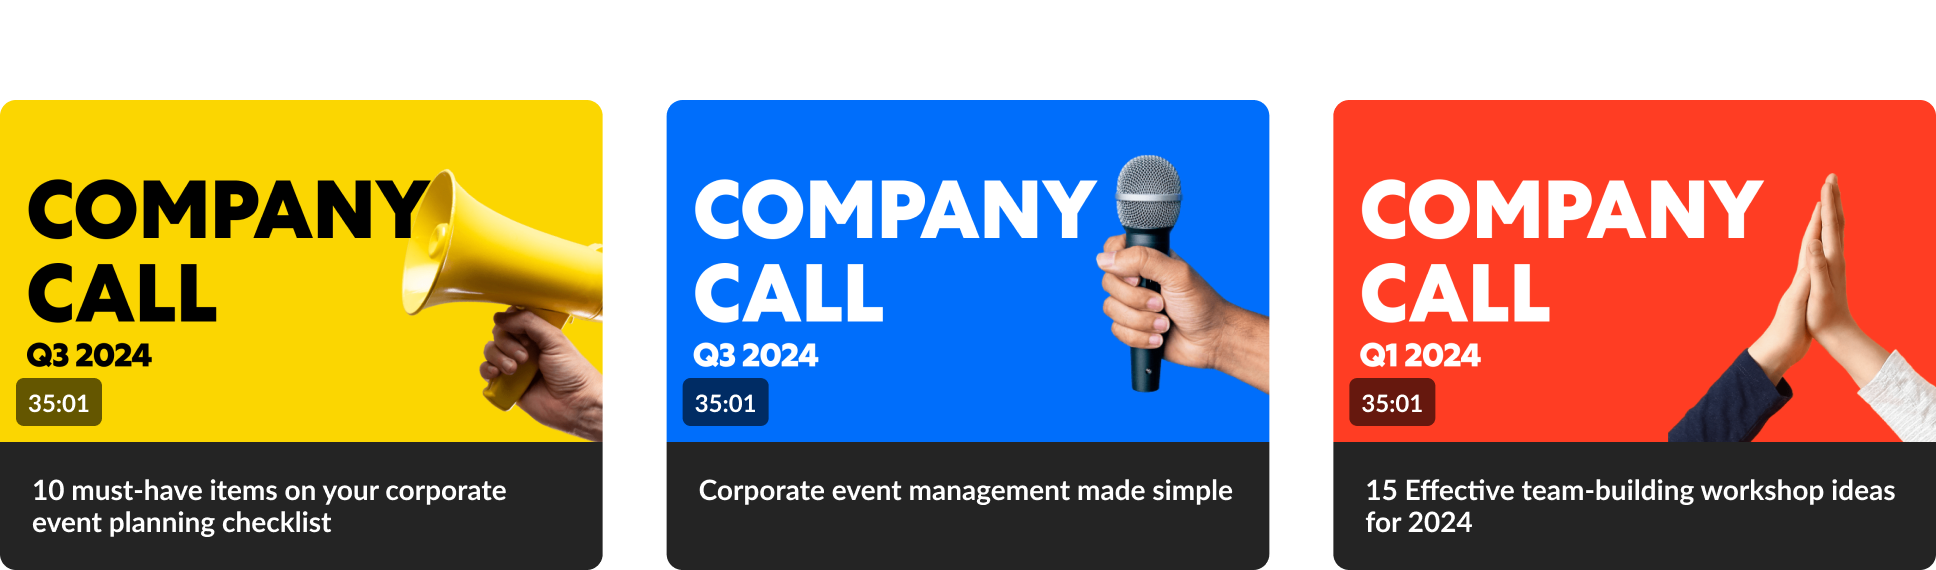 COMPANY
CALL
Q3 2024
35:01
10 must-have items on your corporate
event planning checklist
COMPANY
CALL
Q3 2024
35:01
Corporate event management made simple
COMPANY
CALL
Q1 2024
35:01
15 Effective team-building workshop ideas
for 2024